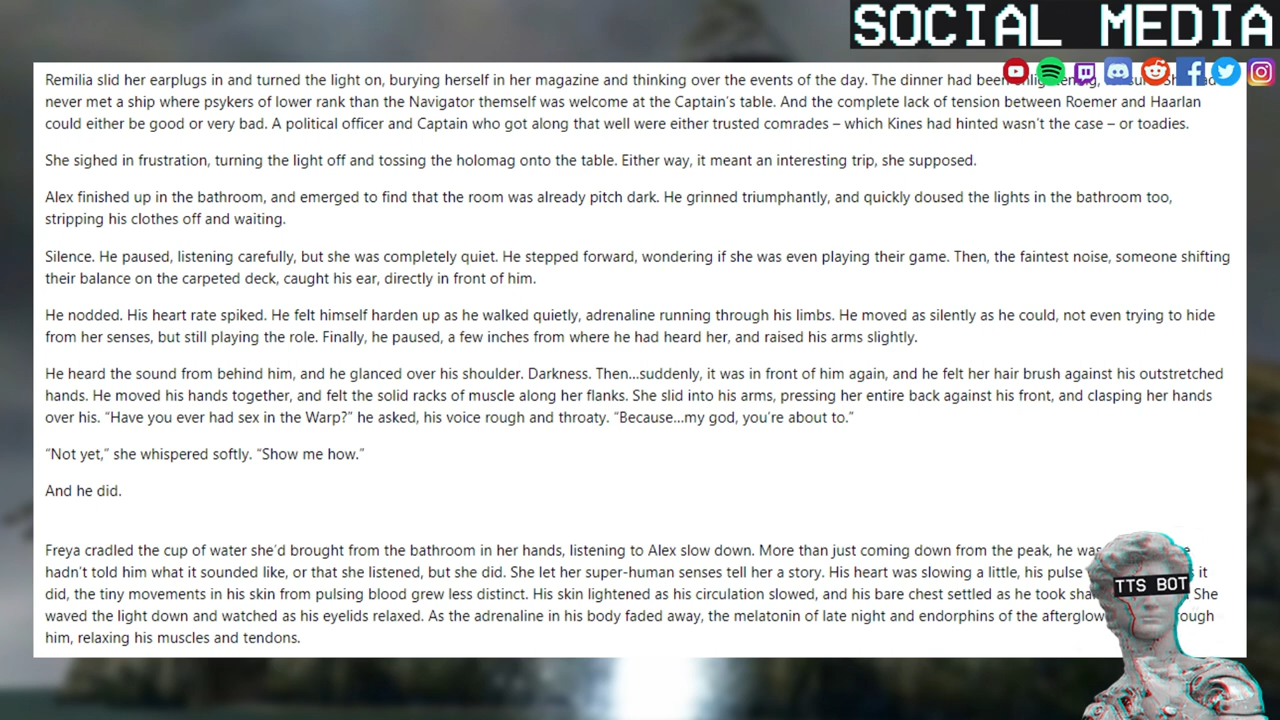 SOCIAL MEDIA
Remilia slid her earplugs in and turned the light on, burying herself in her magazine and thinking over the events of the day. The dinner had been
never met a ship where psykers of lower rank than the Navigator themself was welcome at the Captain's table. And the complete lack of tension between Roemer and Haarlan
could either be good or very bad. A political officer and Captain who got along that well were either trusted comrades – which Kines had hinted wasn't the case – or toadies.
She sighed in frustration, turning the light off and tossing the holomag onto the table. Either way, it meant an interesting trip, she supposed.
Alex finished up in the bathroom, and emerged to find that the room was already pitch dark. He grinned triumphantly, and quickly doused the lights in the bathroom too,
stripping his clothes off and waiting.
Silence. He paused, listening carefully, but she was completely quiet. He stepped forward, wondering if she was even playing their game. Then, the faintest noise, someone shifting
their balance on the carpeted deck, caught his ear, directly in front of him.
He nodded. His heart rate spiked. He felt himself harden up as he walked quietly, adrenaline running through his limbs. He moved as silently as he could, not even trying to hide
from her senses, but still playing the role. Finally, he paused, a few inches from where he had heard her, and raised his arms slightly.
He heard the sound from behind him, and he glanced over his shoulder. Darkness. Then...suddenly, it was in front of him again, and he felt her hair brush against his outstretched
hands. He moved his hands together, and felt the solid racks of muscle along her flanks. She slid into his arms, pressing her entire back against his front, and clasping her hands
over his. "Have you ever had sex in the Warp?" he asked, his voice rough and throaty. "Because...my god, you're about to."
"Not yet," she whispered softly. "Show me how."
And he did.
Freya cradled the cup of water she'd brought from the bathroom in her hands, listening to Alex slow down. More than just coming down from the peak, he was
hadn't told him what it sounded like, or that she listened, but she did. She let her super-human senses tell her a story. His heart was slowing a little, his pulse it
did, the tiny movements in his skin from pulsing blood grew less distinct. His skin lightened as his circulation slowed, and his bare chest settled as he took She
waved the light down and watched as his eyelids relaxed. As the adrenaline in his body faded away, the melatonin of late night and endorphins of the afterglow
him, relaxing his muscles and tendons.
TTS BOT